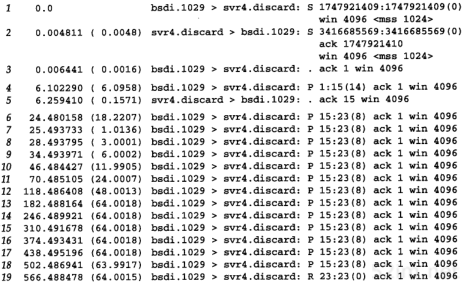 1 0.0 bsdi.1029 > svr4.discard: S 1747921409:1747921409(0)
win 4096 <mss 1024>
2 0.004811 ( 0.0048) svr4.discard > bsdi.1029: S 3416685569:3416685569(0)
ack 1747921410
win 4096 <mss 1024>
3 0.006441 ( 0.0016) bsdi.1029 > svr4.discard: . ack 1 win 4096
4 6.102290 ( 6.0958) bsdi.1029 > svr4.discard: P 1:15(14) ack 1 win 4096
5 6.259410 ( 0.1571) svr4.discard > bsdi.1029: . ack 15 win 4096
6 24.480158 (18.2207) bsdi.1029 > svr4.discard: P 15:23(8) ack 1 win 4096
7 25.493733 ( 1.0136) bsdi.1029 > svr4.discard: P 15:23(8) ack 1 win 4096
8 28.493795 ( 3.0001) bsdi.1029 > svr4.discard: P 15:23(8) ack 1 win 4096
9 34.493971 ( 6.0002) bsdi.1029 > svr4.discard: P 15:23(8) ack 1 win 4096
10 46.484427 (11.9905) bsdi.1029 > svr4.discard: P 15:23(8) ack 1 win 4096
11 70.485105 (24.0007) bsdi.1029 > svr4.discard: P 15:23(8) ack 1 win 4096
12 118.486408 (48.0013) bsdi.1029 > svr4.discard: P 15:23(8) ack 1 win 4096
13 182.488164 (64.0018) bsdi.1029 > svr4.discard: P 15:23(8) ack 1 win 4096
14 246.489921 (64.0018) bsdi.1029 > svr4.discard: P 15:23(8) ack 1 win 4096
15 310.491678 (64.0018) bsdi.1029 > svr4.discard: P 15:23(8) ack 1 win 4096
16 374.493431 (64.0018) bsdi.1029 > svr4.discard: P 15:23(8) ack 1 win 4096
17 438.495196 (64.0018) bsdi.1029 > svr4.discard: P 15:23(8) ack 1 win 4096
18 502.486941 (63.9917) bsdi.1029 > svr4.discard: P 15:23(8) ack 1 win 4096
19 566.488478 (64.0015) bsdi.1029 > svr4.discard: R 23:23(0) ack 1 win 4096